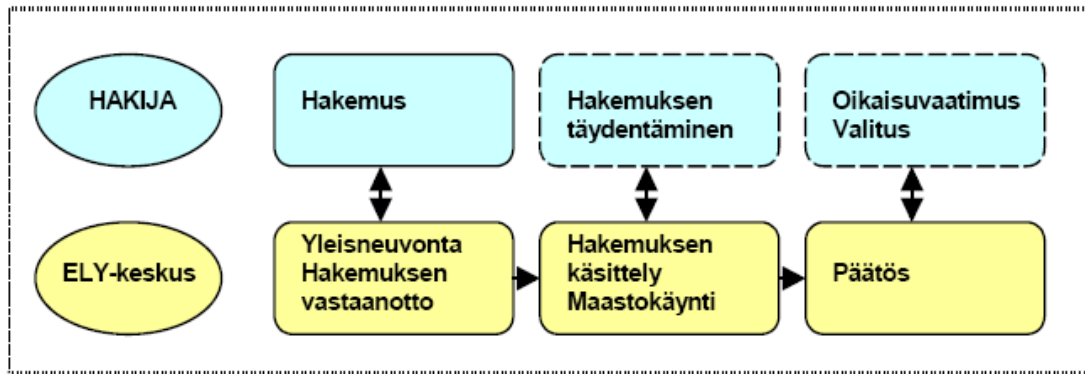 HAKIJA
Hakemus
Hakemuksen
täydentäminen
Oikaisuvaatimus
Valitus
ELY-keskus
Yleisneuvonta
Hakemuksen
vastaanotto
Hakemuksen
käsittely
Maastokäynti
Päätös